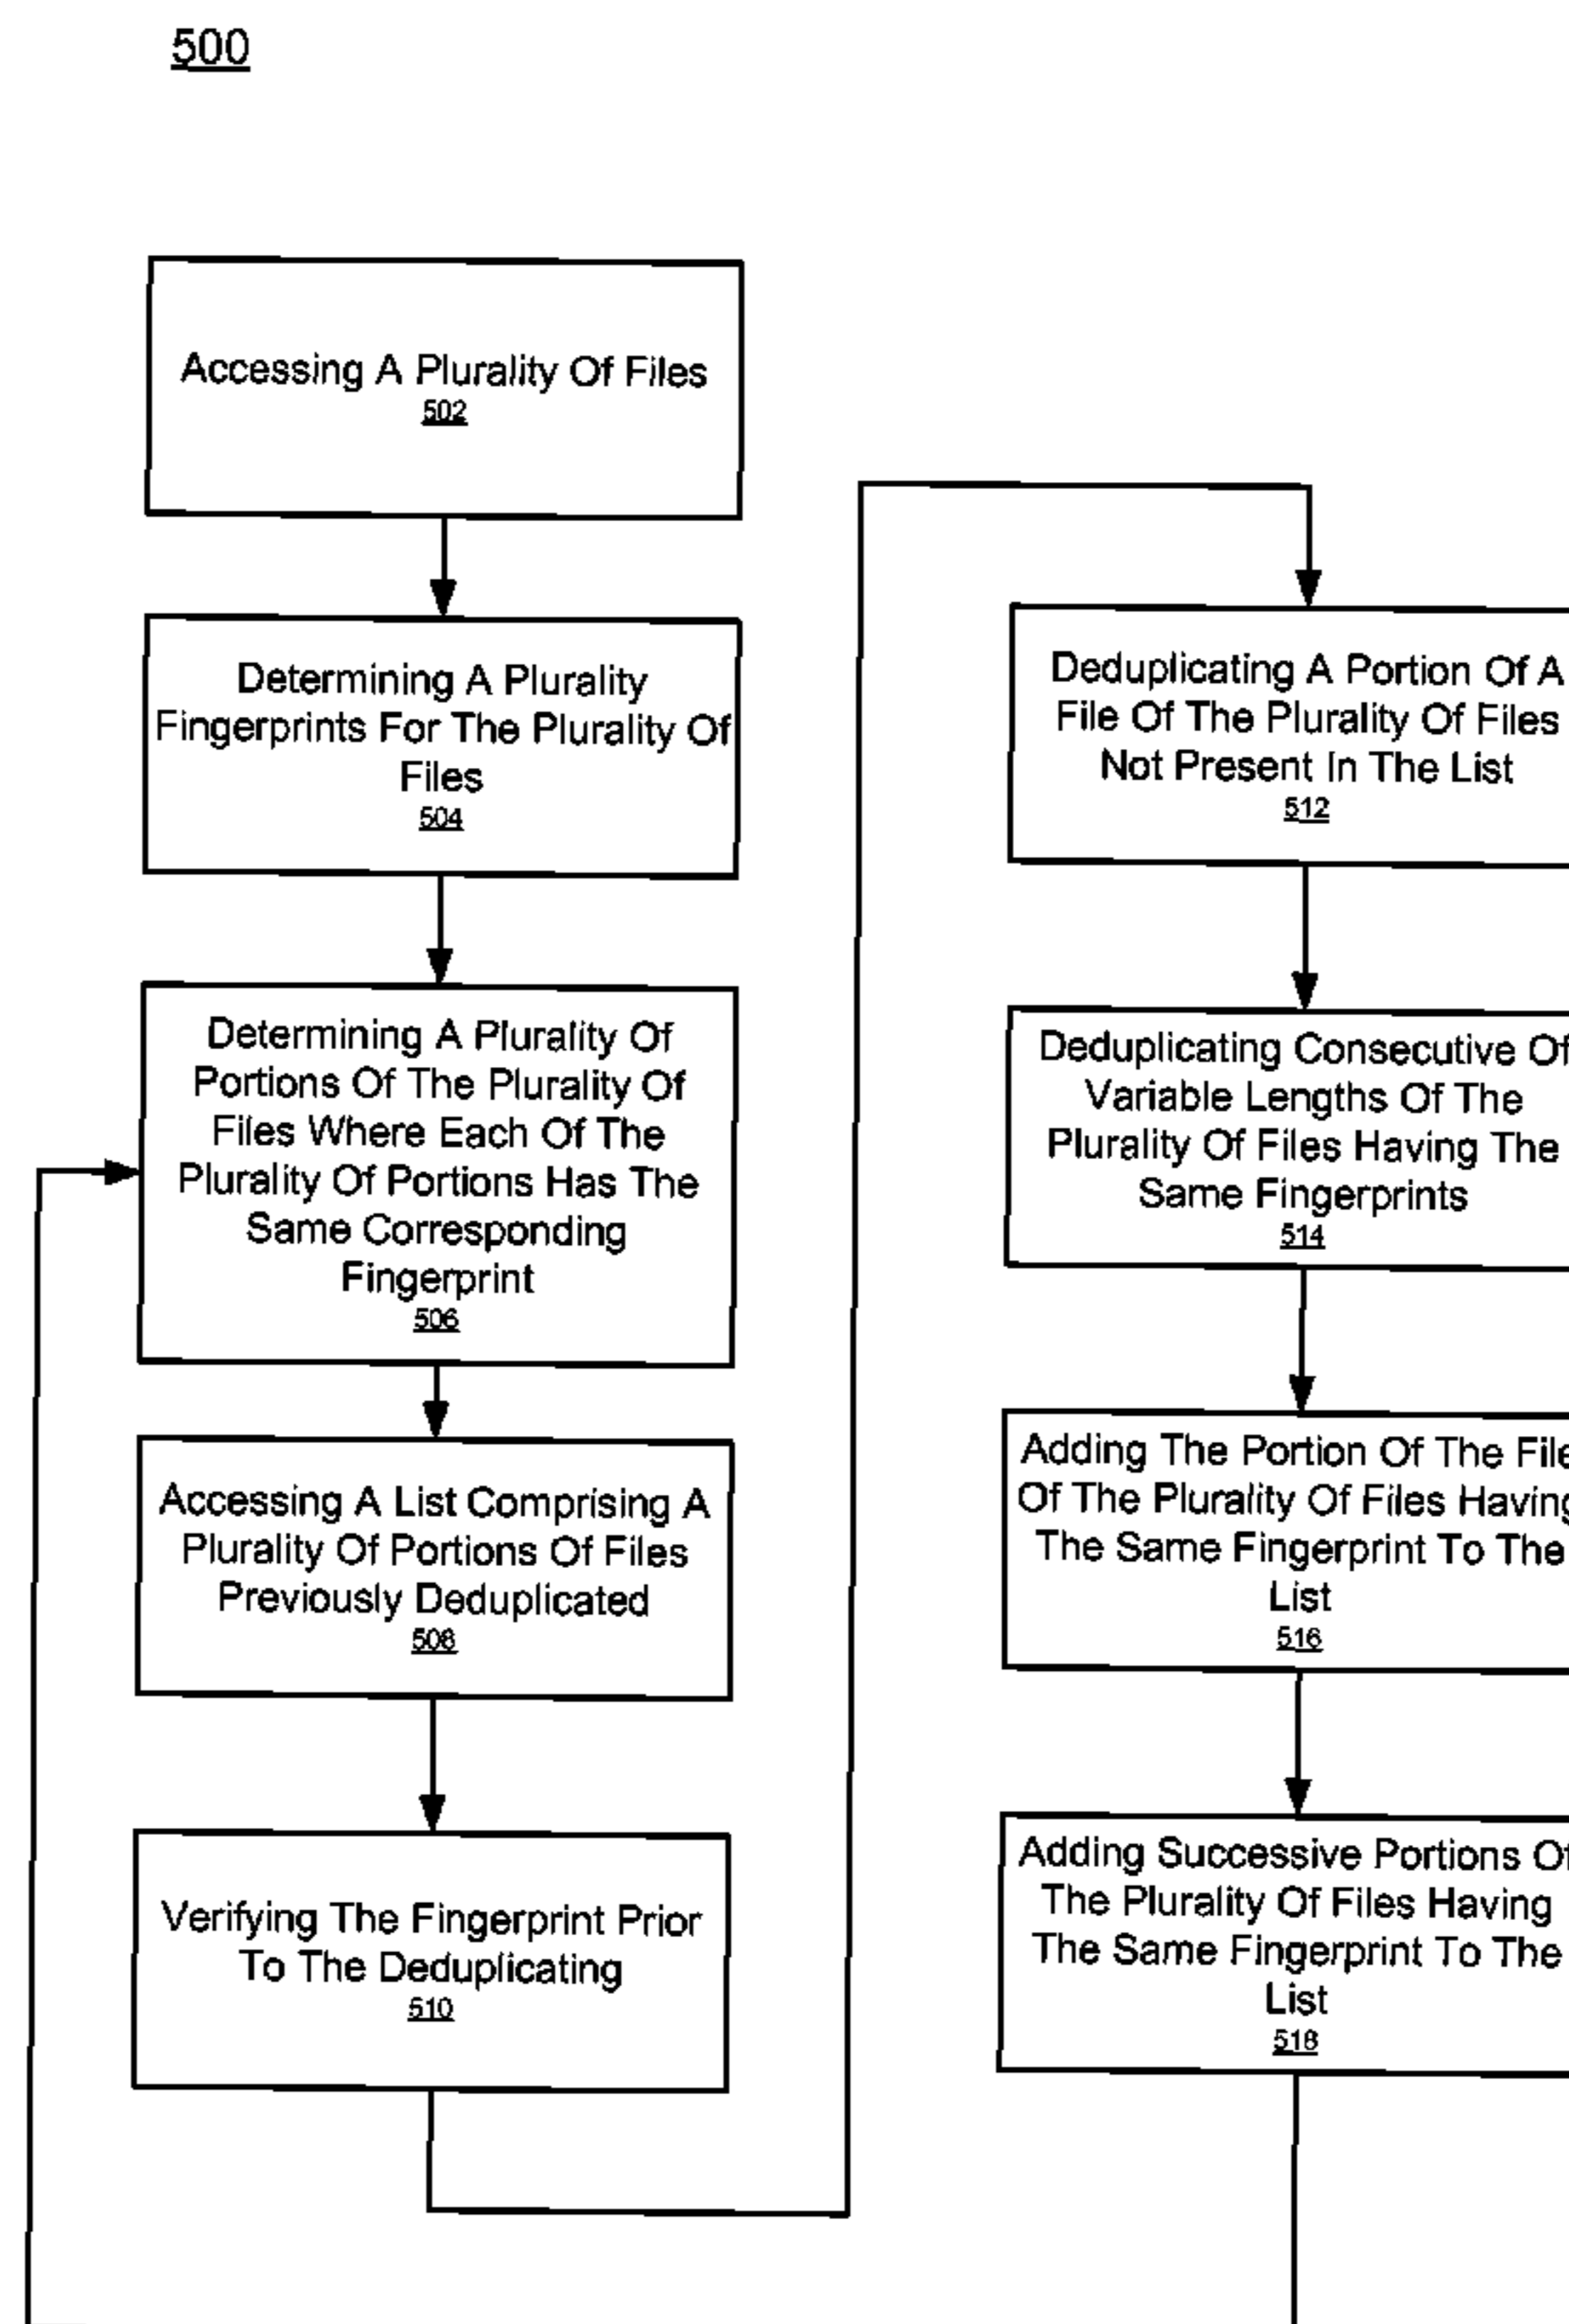 500
Accessing A Plurality Of Files
502
Determining A Plurality
Fingerprints For The Plurality Of
Files
504
Determining A Plurality Of
Portions Of The Plurality Of
Files Where Each Of The
Plurality Of Portions Has The
Same Corresponding
Fingerprint
506
Accessing A List Comprising A
Plurality Of Portions Of Files
Previously Deduplicated
508
Verifying The Fingerprint Prior
To The Deduplicating
510
Deduplicating A Portion Of A
File Of The Plurality Of Files
Not Present In The List
512
Deduplicating Consecutive Of
Variable Lengths Of The
Plurality Of Files Having The
Same Fingerprints
514
Adding The Portion Of The File
Of The Plurality Of Files Having
The Same Fingerprint To The
List
516
Adding Successive Portions Of
The Plurality Of Files Having
The Same Fingerprint To The
List
518